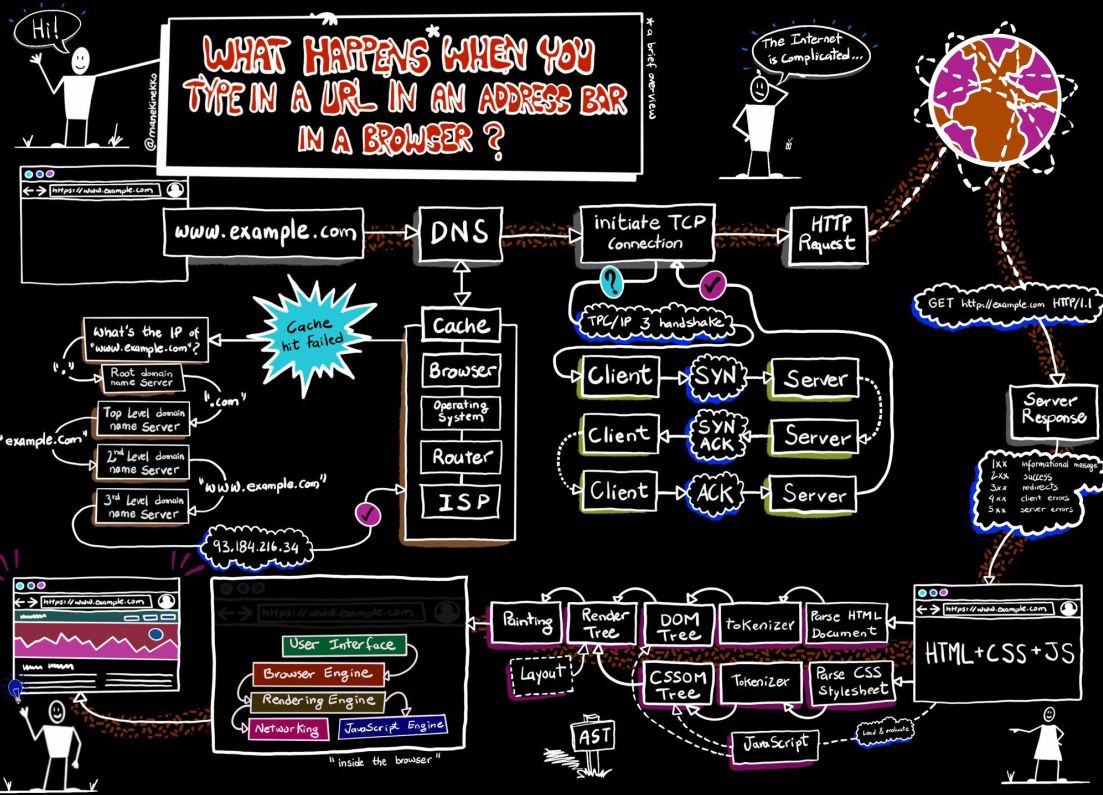 Hi!
@manekinekko
WHAT HAPPENS* WHEN YOU
TYPE IN A URL IN AN ADDRESS BAR
IN A BROWSER ?
* a brief overview
The Internet
is Complicated...
https://www.example.com
www.example.com
DNS
initiate TCP
Connection
HTTP
Request
?
GET https://example.com HTTP/1.1
Cache
hit Failed
Cache
Browser
Operating
System
Router
ISP
What's the IP of
"www.example.com"?
"."
Root domain
name Server
".com"
Top Level domain
name Server
"example.com"
2nd Level domain
name Server
"www.example.com"
3rd Level domain
name Server
93.184.216.34
TPC/IP 3 handshake
Client
SYN
Server
Client
SYN
ACK
Server
Client
ACK
Server
Server
Response
1xx informational message
2xx success
3xx redirects
4xx client errors
5xx server errors
https://www.example.com
HTML+CSS+JS
Parse HTML
Document
tokenizer
DOM
Tree
Render
Tree
Painting
Layout
Parse CSS
Stylesheet
Tokenizer
CSSOM
Tree
JavaScript
Load & evaluate
AST
https://www.example.com
User Interface
Browser Engine
Rendering Engine
Networking
JavaScript Engine
"inside the browser"
https://www.example.com